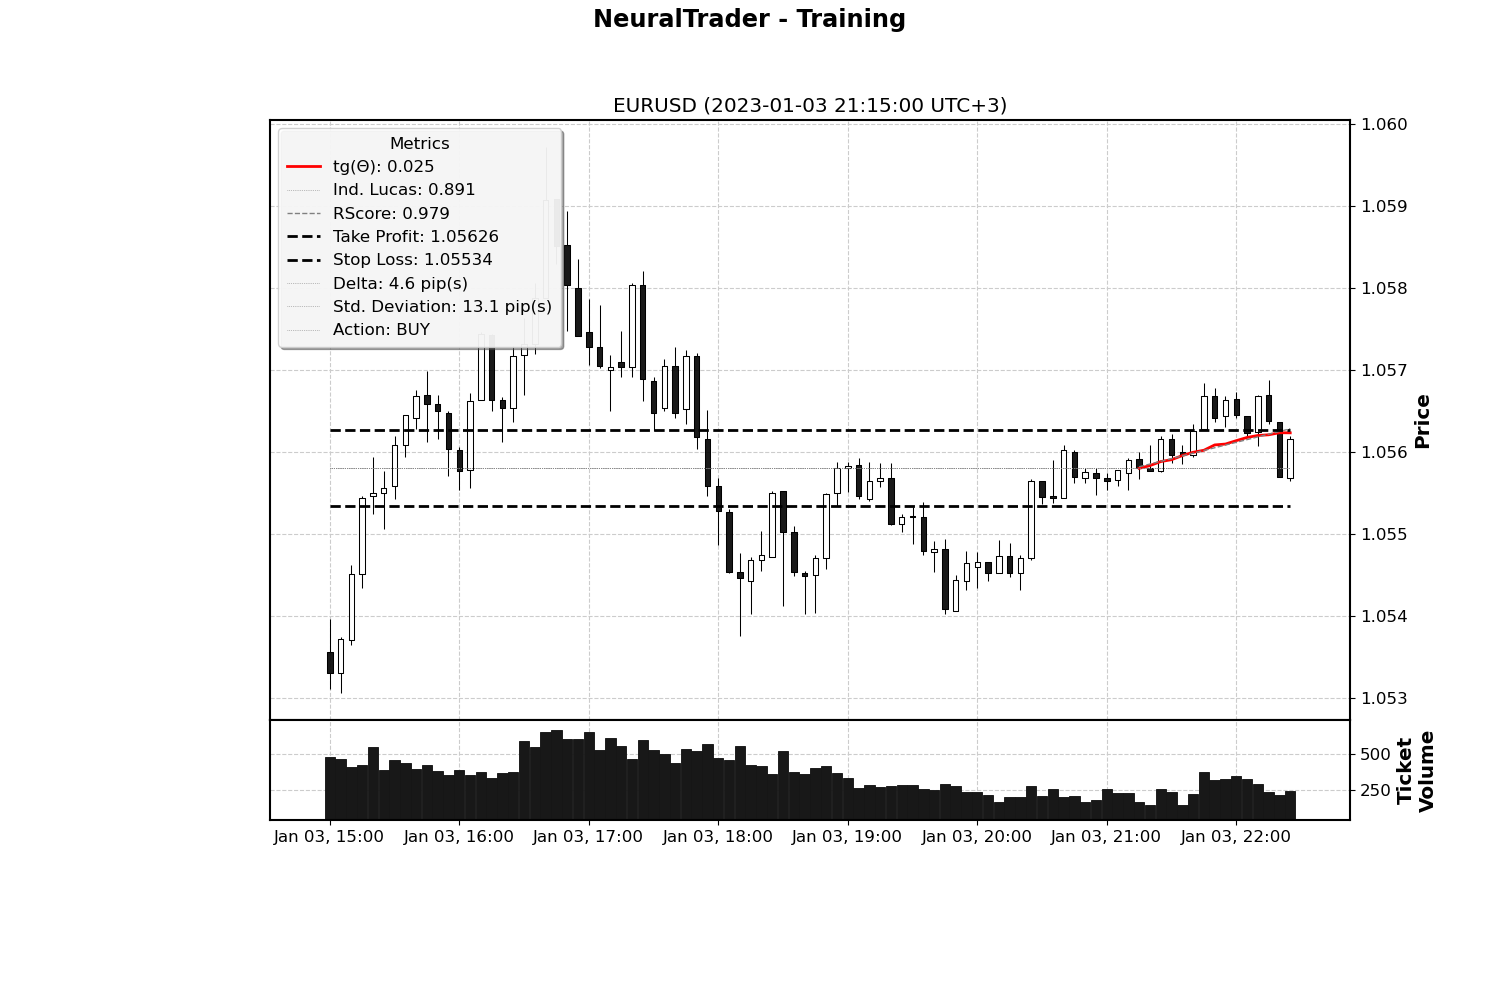 NeuralTrader - Training
EURUSD (2023-01-03 21:15:00 UTC+3)
Metrics
tg(Θ): 0.025
Ind. Lucas: 0.891
RScore: 0.979
Take Profit: 1.05626
Stop Loss: 1.05534
Delta: 4.6 pip(s)
Std. Deviation: 13.1 pip(s)
Action: BUY
1.060
1.059
1.058
1.057
1.056
1.055
1.054
1.053
Price
500
250
Ticket
Volume
Jan 03, 15:00
Jan 03, 16:00
Jan 03, 17:00
Jan 03, 18:00
Jan 03, 19:00
Jan 03, 20:00
Jan 03, 21:00
Jan 03, 22:00